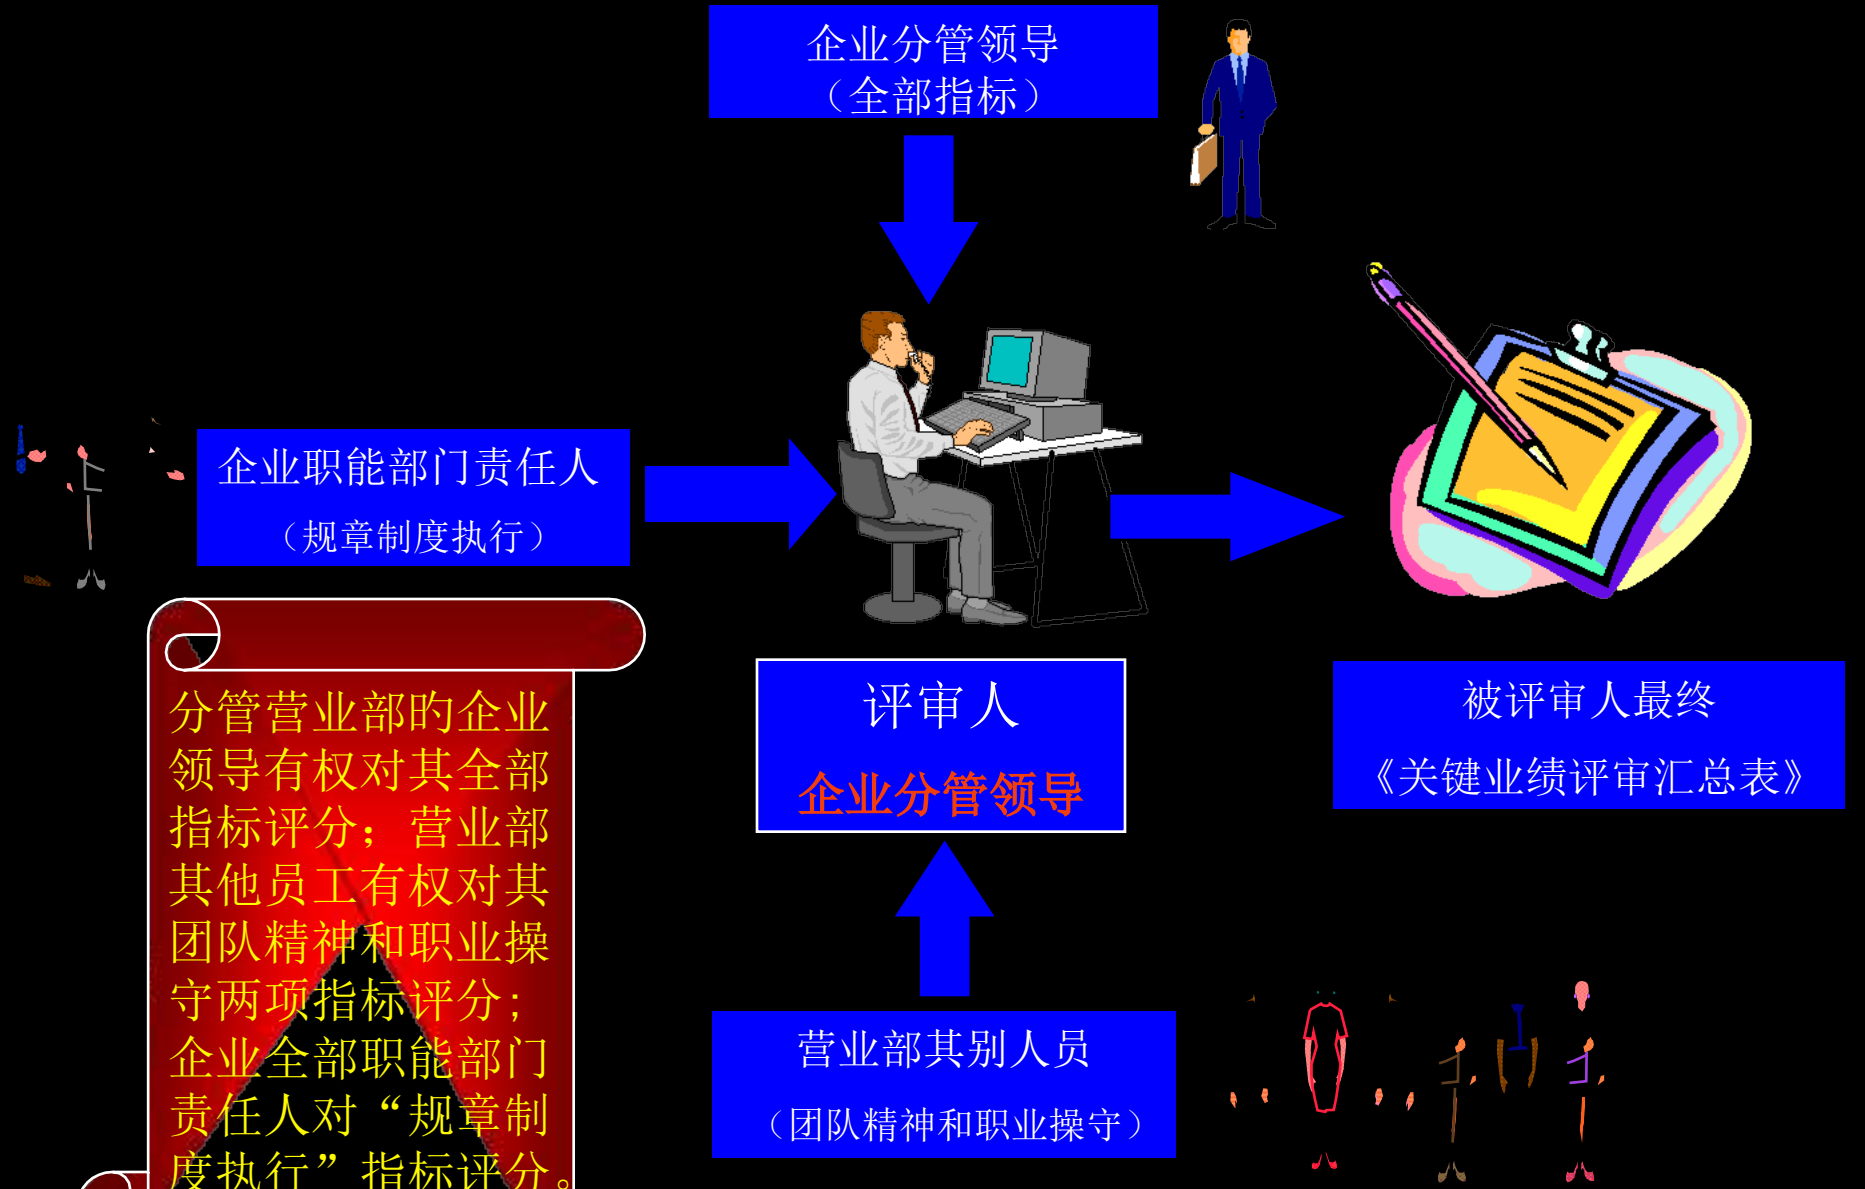 企业分管领导
（全部指标）
企业职能部门责任人
（规章制度执行）
分管营业部旳企业
领导有权对其全部
指标评分；营业部
其他员工有权对其
团队精神和职业操
守两项指标评分；
企业全部职能部门
责任人对“规章制
度执行”指标评分。
评审人
企业分管领导
被评审人最终
《关键业绩评审汇总表》
营业部其别人员
（团队精神和职业操守）